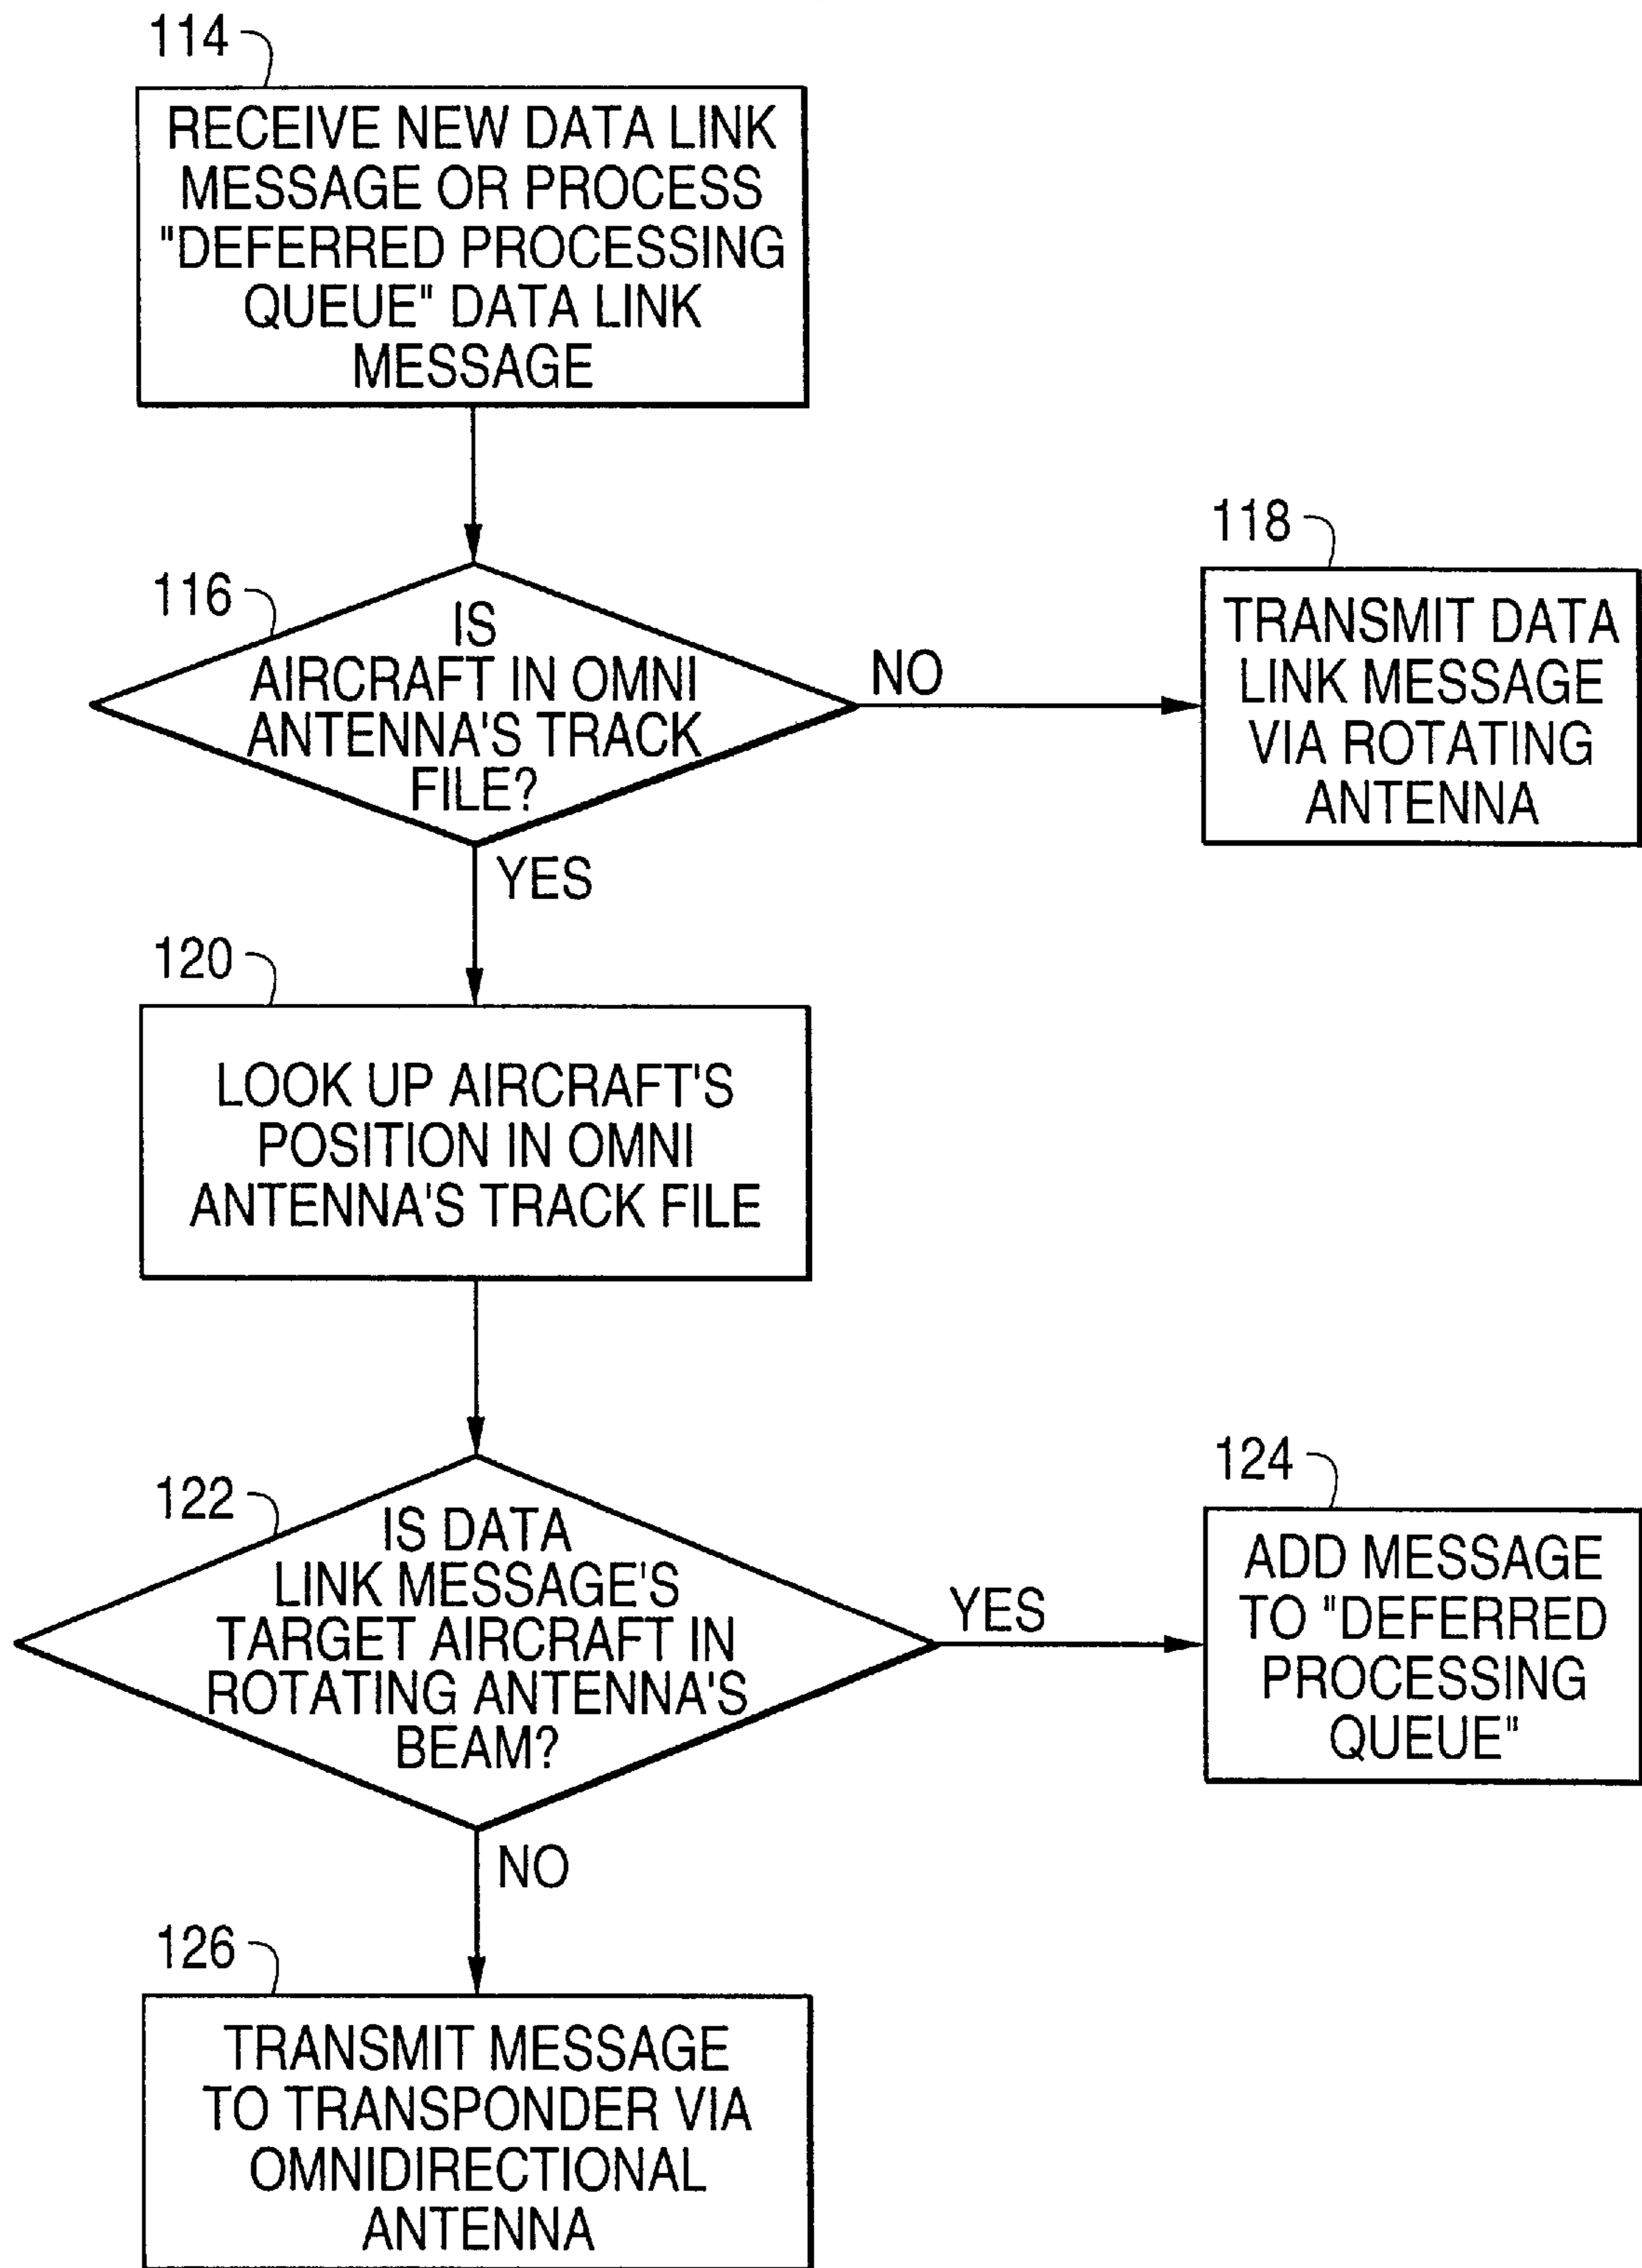 114
RECEIVE NEW DATA LINK
MESSAGE OR PROCESS
"DEFERRED PROCESSING
QUEUE" DATA LINK
MESSAGE
116
IS
AIRCRAFT IN OMNI
ANTENNA'S TRACK
FILE?
NO
118
TRANSMIT DATA
LINK MESSAGE
VIA ROTATING
ANTENNA
YES
120
LOOK UP AIRCRAFT'S
POSITION IN OMNI
ANTENNA'S TRACK FILE
122
IS DATA
LINK MESSAGE'S
TARGET AIRCRAFT IN
ROTATING ANTENNA'S
BEAM?
YES
124
ADD MESSAGE
TO "DEFERRED
PROCESSING
QUEUE"
NO
126
TRANSMIT MESSAGE
TO TRANSPONDER VIA
OMNIDIRECTIONAL
ANTENNA